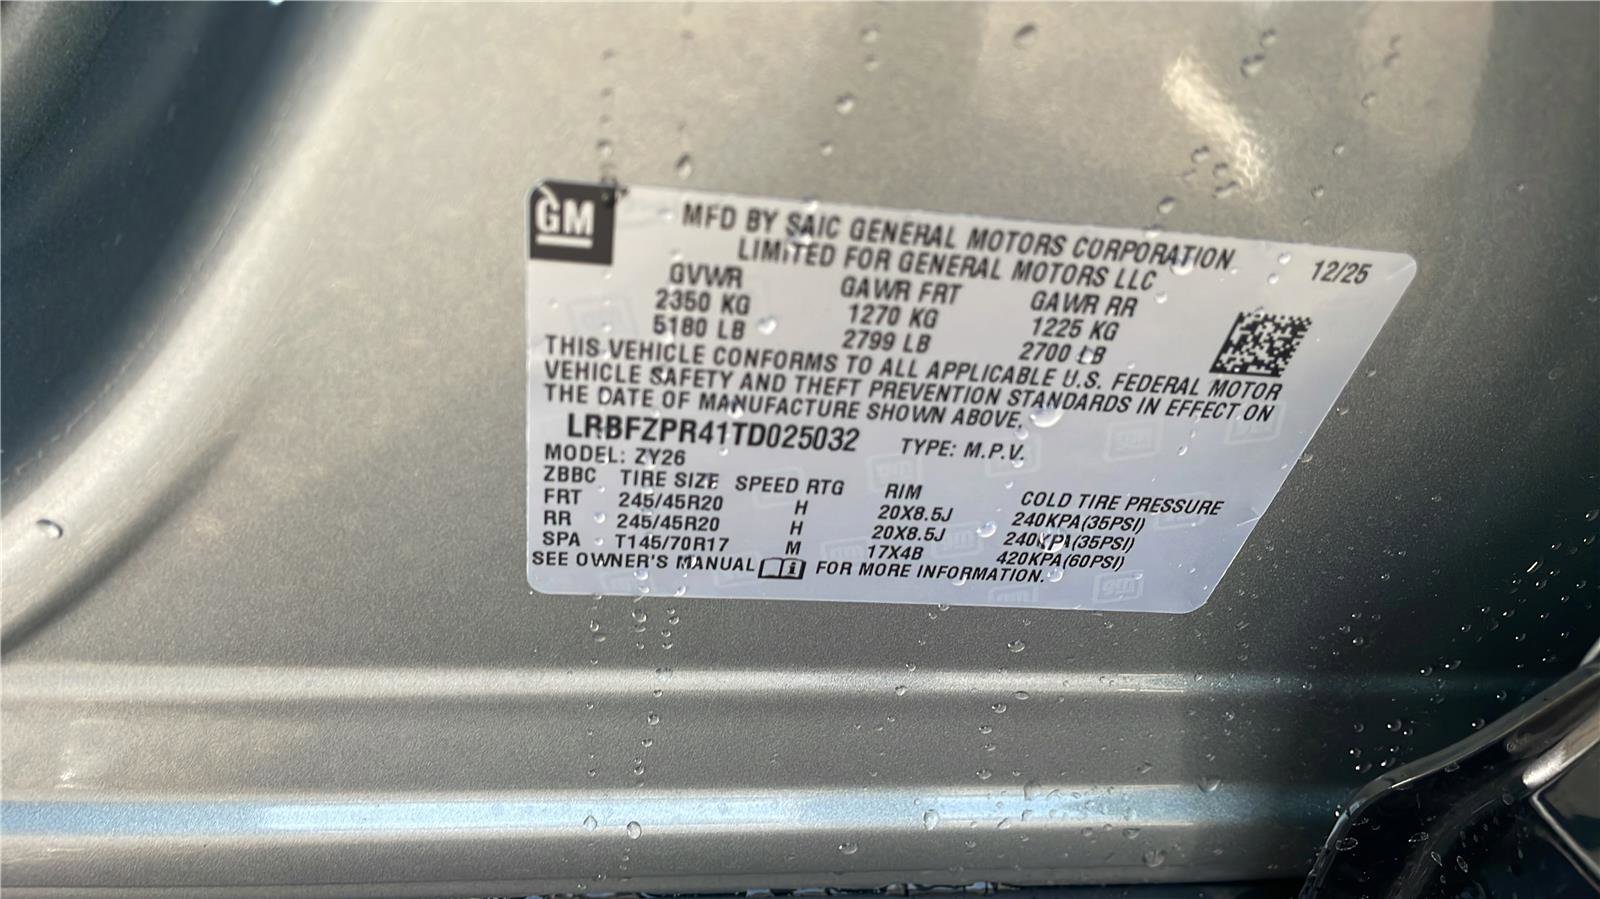 GM
MFD BY SAIC GENERAL MOTORS CORPORATION
LIMITED FOR GENERAL MOTORS LLC
12/25
GVWR GAWR FRT GAWR RR
2350 KG 1270 KG 1225 KG
5180 LB 2799 LB 2700 LB
THIS VEHICLE CONFORMS TO ALL APPLICABLE U.S. FEDERAL MOTOR
VEHICLE SAFETY AND THEFT PREVENTION STANDARDS IN EFFECT ON
THE DATE OF MANUFACTURE SHOWN ABOVE.
LRBFZPR41TD025032 TYPE: M.P.V.
MODEL: ZY26
ZBBC TIRE SIZE SPEED RTG RIM COLD TIRE PRESSURE
FRT 245/45R20 H 20X8.5J 240KPA(35PSI)
RR 245/45R20 H 20X8.5J 240KPA(35PSI)
SPA T145/70R17 M 17X4B 420KPA(60PSI)
SEE OWNER'S MANUAL FOR MORE INFORMATION.